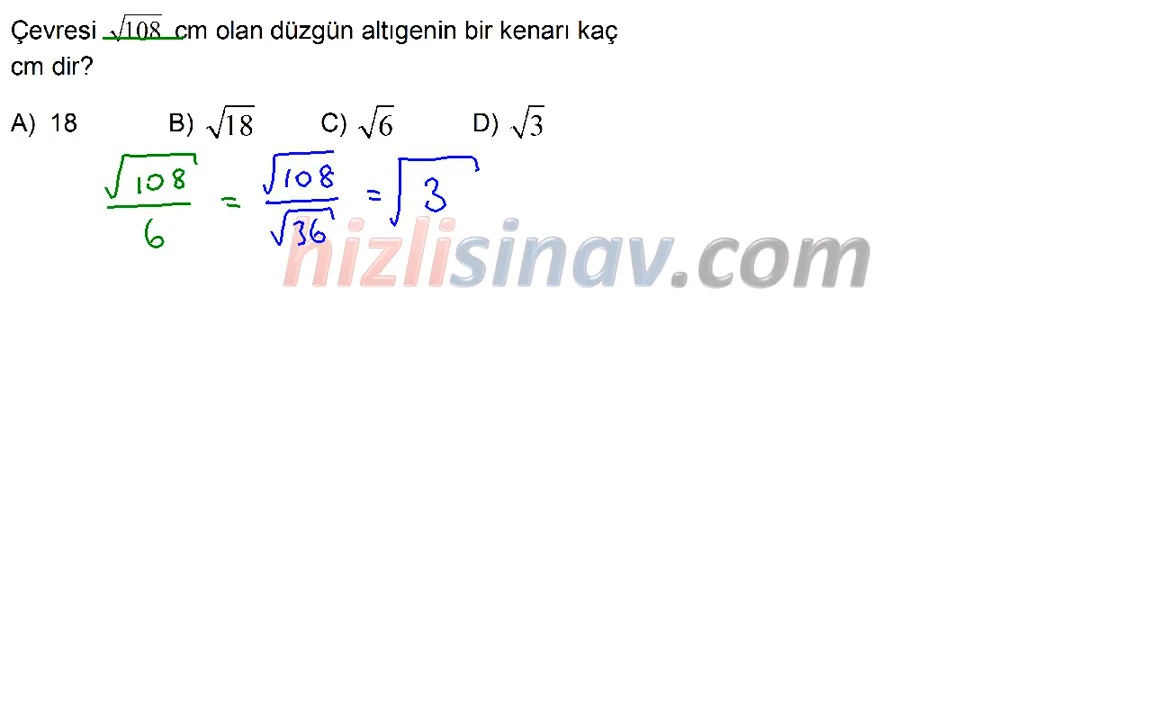 Çevresi √108 cm olan düzgün altıgenin bir kenarı kaç
cm dir?
A) 18 B) √18 C) √6 D) √3
√108/6 = √108/√36 = √3
hizlisinav.com